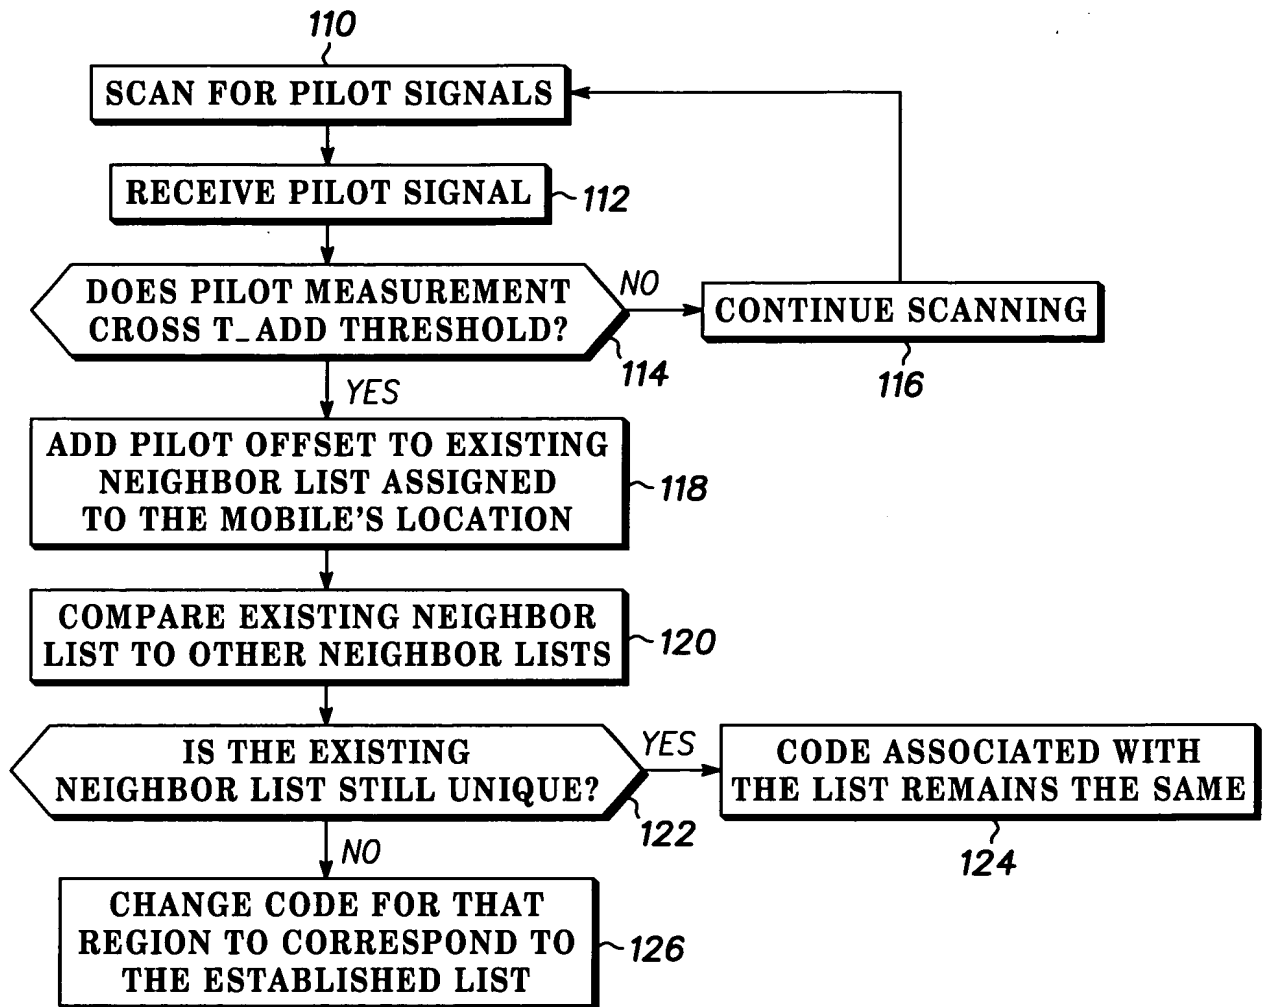 110
SCAN FOR PILOT SIGNALS
RECEIVE PILOT SIGNAL
112
DOES PILOT MEASUREMENT
CROSS T_ADD THRESHOLD?
114
NO
CONTINUE SCANNING
116
YES
ADD PILOT OFFSET TO EXISTING
NEIGHBOR LIST ASSIGNED
TO THE MOBILE'S LOCATION
118
COMPARE EXISTING NEIGHBOR
LIST TO OTHER NEIGHBOR LISTS
120
IS THE EXISTING
NEIGHBOR LIST STILL UNIQUE?
122
YES
CODE ASSOCIATED WITH
THE LIST REMAINS THE SAME
124
NO
CHANGE CODE FOR THAT
REGION TO CORRESPOND TO
THE ESTABLISHED LIST
126